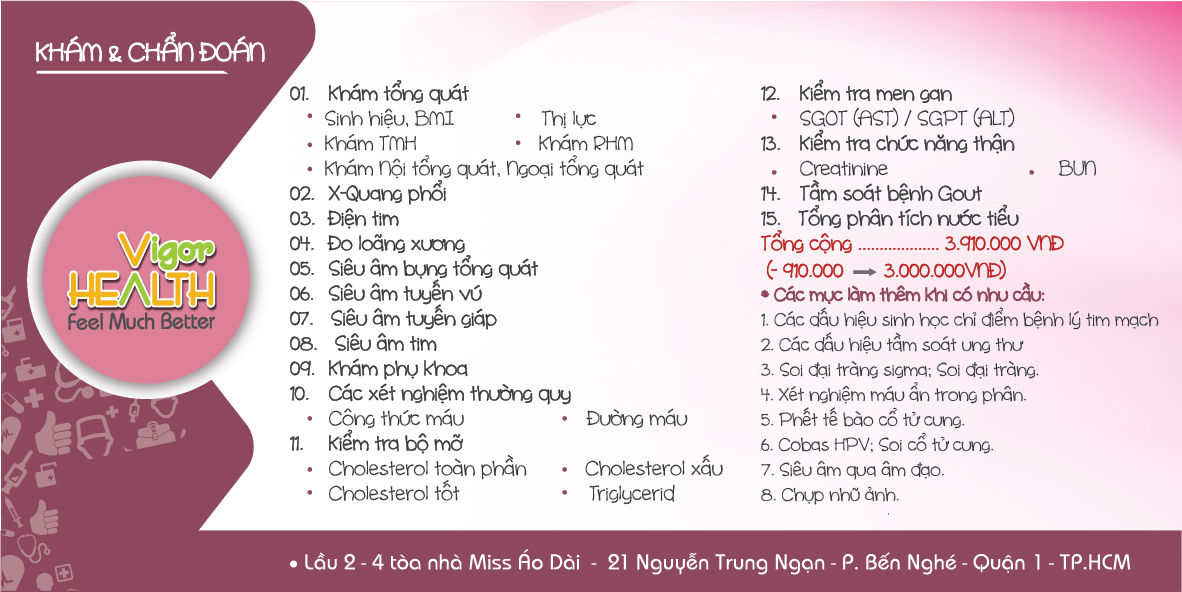 KHÁM & CHẨN ĐOÁN
Vigor
HEALTH
Feel Much Better
01. Khám tổng quát
• Sinh hiệu, BMI • Thị lực
• Khám TMH • Khám RHM
• Khám Nội tổng quát, Ngoại tổng quát
02. X-Quang phổi
03. Điện tim
04. Đo loãng xương
05. Siêu âm bụng tổng quát
06. Siêu âm tuyến vú
07. Siêu âm tuyến giáp
08. Siêu âm tim
09. Khám phụ khoa
10. Các xét nghiệm thường quy
• Công thức máu • Đường máu
11. Kiểm tra bộ mỡ
• Cholesterol toàn phần • Cholesterol xấu
• Cholesterol tốt • Triglycerid
12. Kiểm tra men gan
• SGOT (AST) / SGPT (ALT)
13. Kiểm tra chức năng thận
• Creatinine • BUN
14. Tầm soát bệnh Gout
15. Tổng phân tích nước tiểu
Tổng cộng ................... 3.910.000 VNĐ
(- 910.000 → 3.000.000VNĐ)
• Các mục làm thêm khi có nhu cầu:
1. Các dấu hiệu sinh học chỉ điểm bệnh lý tim mạch
2. Các dấu hiệu tầm soát ung thư
3. Soi đại tràng sigma; Soi đại tràng.
4. Xét nghiệm máu ẩn trong phân.
5. Phết tế bào cổ tử cung.
6. Cobas HPV; Soi cổ tử cung.
7. Siêu âm qua âm đạo.
8. Chụp nhũ ảnh.
• Lầu 2 - 4 tòa nhà Miss Áo Dài - 21 Nguyễn Trung Ngạn - P. Bến Nghé - Quận 1 - TP.HCM